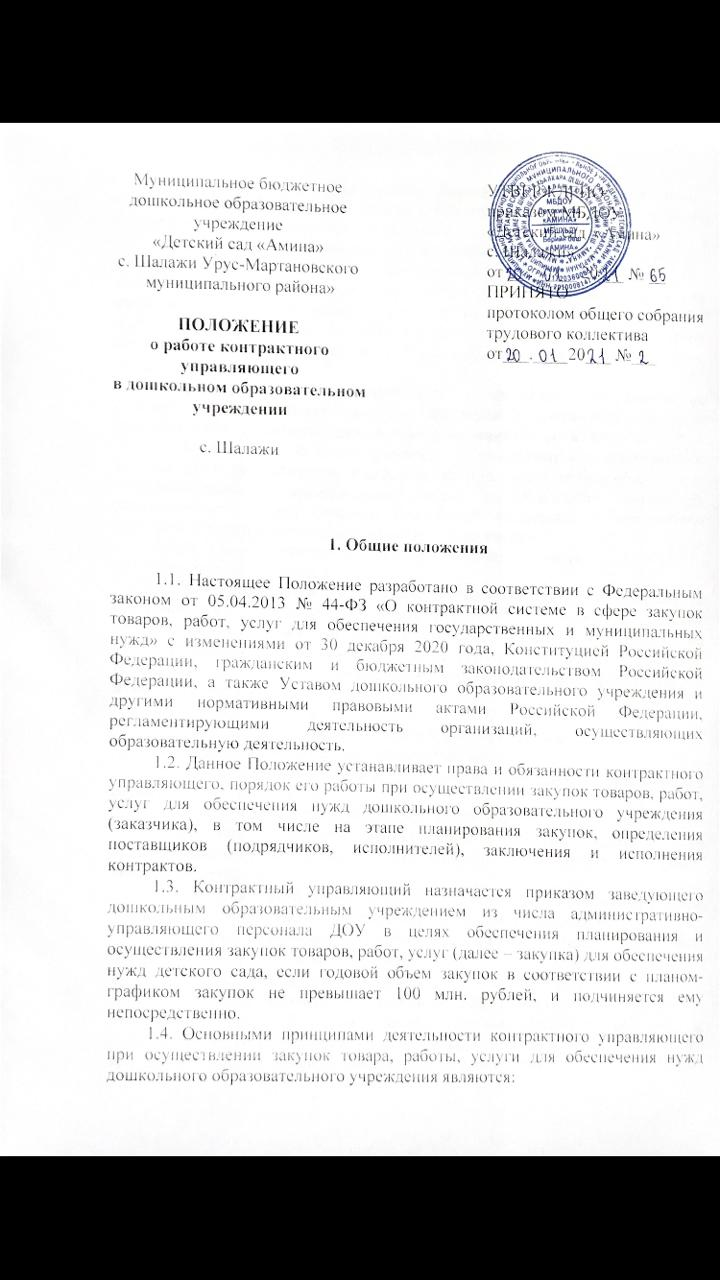 Муниципальное бюджетное
дошкольное образовательное
учреждение
«Детский сад «Амина»
с. Шалажи Урус-Мартановского
муниципального района»
ПОЛОЖЕНИЕ
о работе контрактного
управляющего
в дошкольном образовательном
учреждении
с. Шалажи
приказом МБДОУ
«Детский сад «Амина»
с. Шалажи»
от 21 № 65
ПРИНЯТО
протоколом общего собрания
трудового коллектива
от 20 . 01 2021 № 2
МБДОУ
«АМИНА»
1. Общие положения
1.1. Настоящее Положение разработано в соответствии с Федеральным
законом от 05.04.2013 № 44-ФЗ «О контрактной системе в сфере закупок
товаров, работ, услуг для обеспечения государственных и муниципальных
нужд» с изменениями от 30 декабря 2020 года, Конституцией Российской
Федерации, гражданским и бюджетным законодательством Российской
Федерации, а также Уставом дошкольного образовательного учреждения и
другими нормативными правовыми актами Российской Федерации,
регламентирующими деятельность организаций, осуществляющих
образовательную деятельность.
1.2. Данное Положение устанавливает права и обязанности контрактного
управляющего, порядок его работы при осуществлении закупок товаров, работ,
услуг для обеспечения нужд дошкольного образовательного учреждения
(заказчика), в том числе на этапе планирования закупок, определения
поставщиков (подрядчиков, исполнителей), заключения и исполнения
контрактов.
1.3. Контрактный управляющий назначается приказом заведующего
дошкольным образовательным учреждением из числа административно-
управляющего персонала ДОУ в целях обеспечения планирования и
осуществления закупок товаров, работ, услуг (далее – закупка) для обеспечения
нужд детского сада, если годовой объем закупок в соответствии с планом-
графиком закупок не превышает 100 млн. рублей, и подчиняется ему
непосредственно.
1.4. Основными принципами деятельности контрактного управляющего
при осуществлении закупок товара, работы, услуги для обеспечения нужд
дошкольного образовательного учреждения являются: